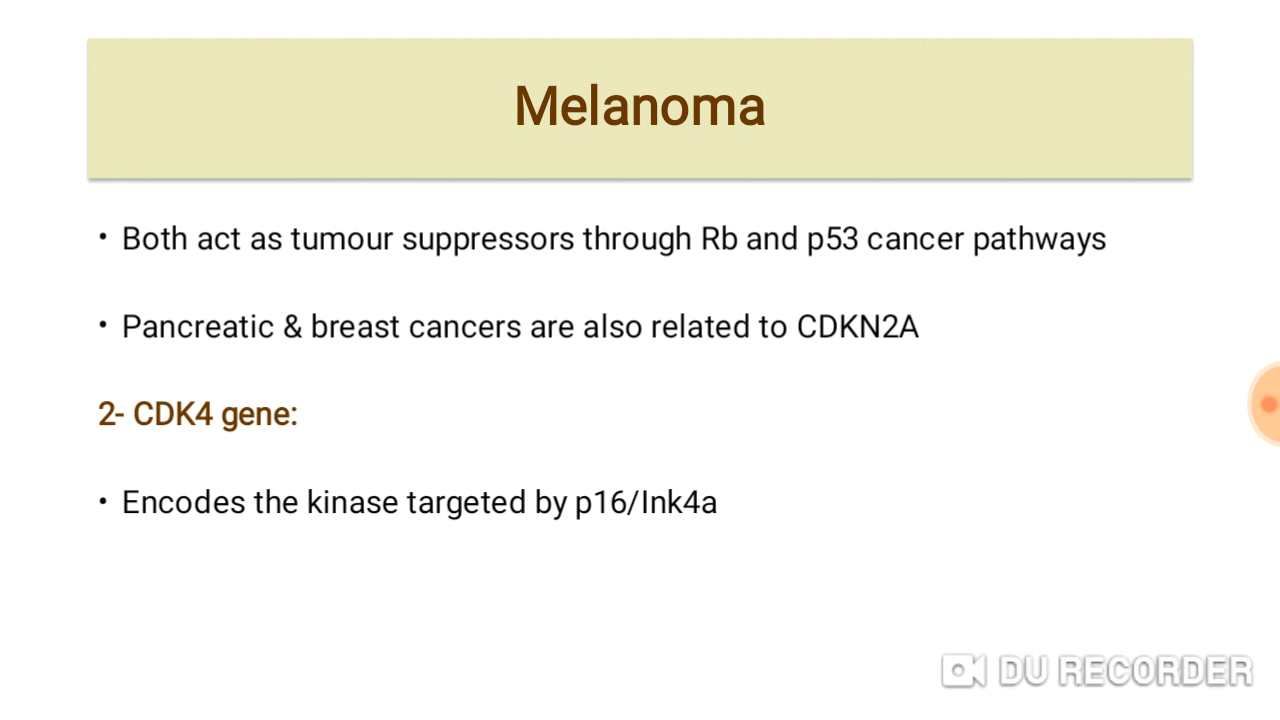 Melanoma
• Both act as tumour suppressors through Rb and p53 cancer pathways
• Pancreatic & breast cancers are also related to CDKN2A
2- CDK4 gene:
• Encodes the kinase targeted by p16/Ink4a
DU RECORDER